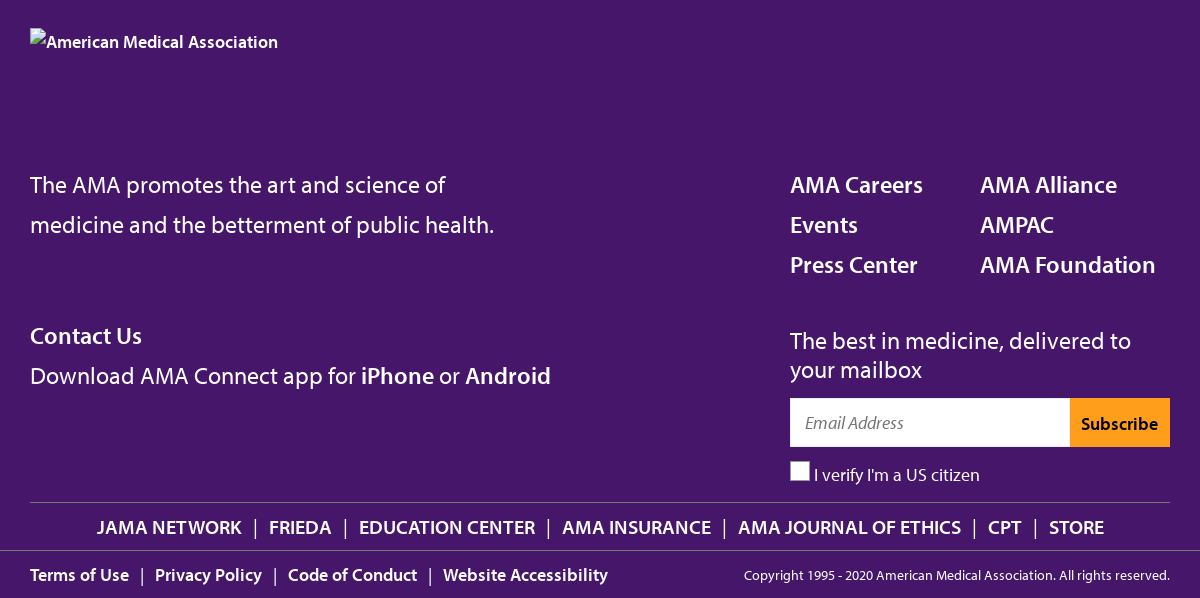 American Medical Association
The AMA promotes the art and science of
medicine and the betterment of public health.
Contact Us
Download AMA Connect app for iPhone or Android
AMA Careers
Events
Press Center
AMA Alliance
AMPAC
AMA Foundation
The best in medicine, delivered to
your mailbox
Email Address
Subscribe
I verify I'm a US citizen
JAMA NETWORK | FRIEDA | EDUCATION CENTER | AMA INSURANCE | AMA JOURNAL OF ETHICS | CPT | STORE
Terms of Use | Privacy Policy | Code of Conduct | Website Accessibility
Copyright 1995 - 2020 American Medical Association. All rights reserved.